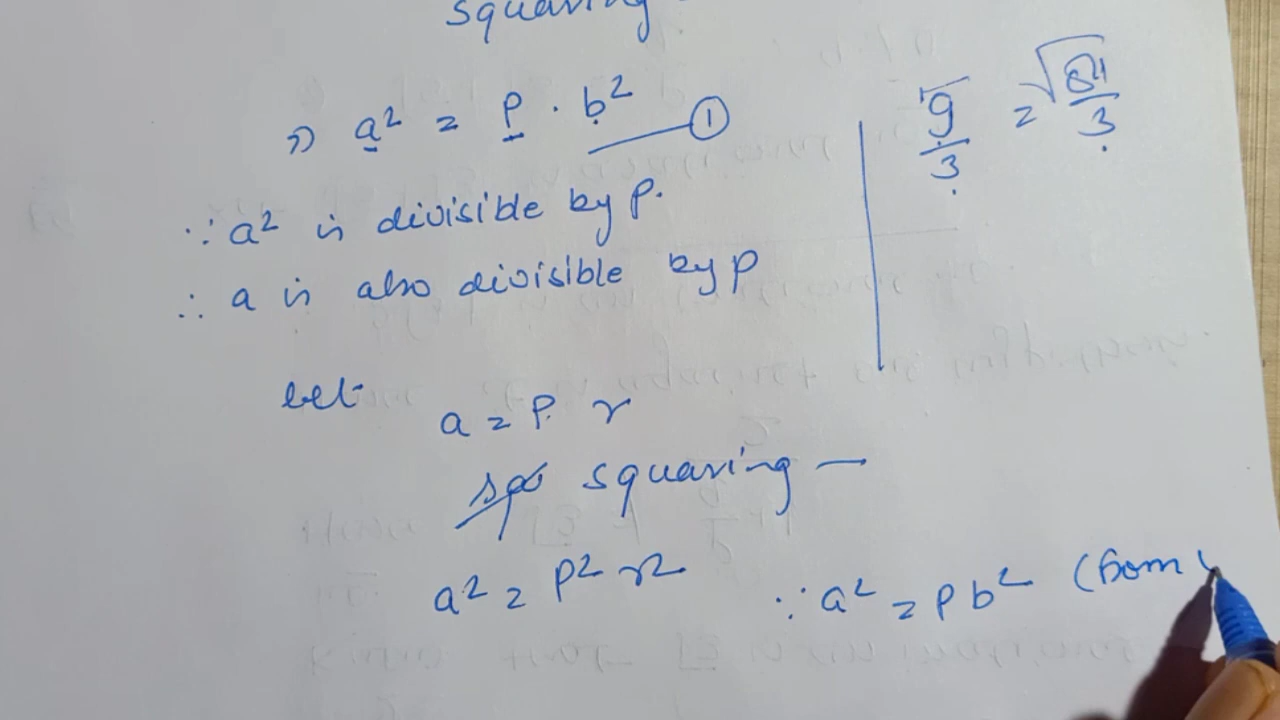 squaring
⇒ a² = p · b² ①
∵ a² is divisible by p.
∴ a is also divisible by p
let
a = p. r
squaring —
a² = p² r²
∵ a² = p b² (from
9/3 = √81/3